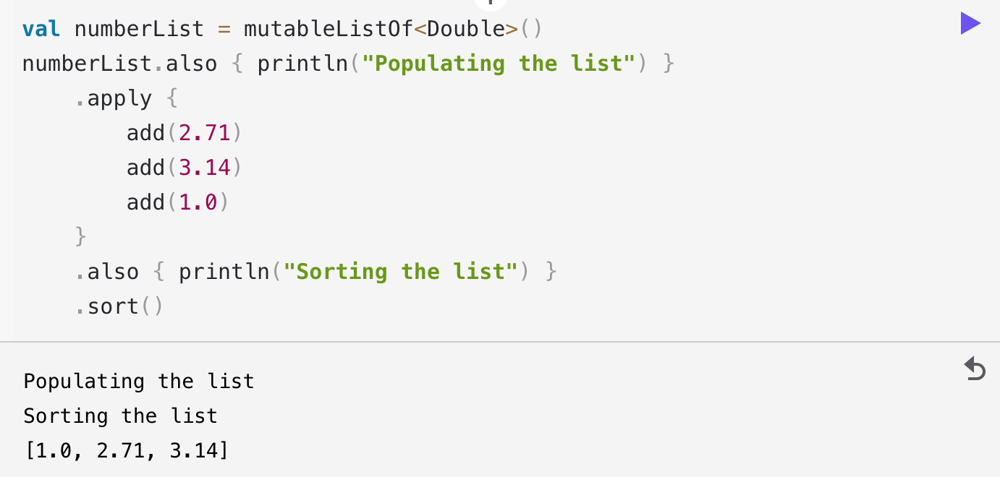 val numberList = mutableListOf<Double>()
numberList.also { println("Populating the list") }
    .apply {
        add(2.71)
        add(3.14)
        add(1.0)
    }
    .also { println("Sorting the list") }
    .sort()
Populating the list
Sorting the list
[1.0, 2.71, 3.14]